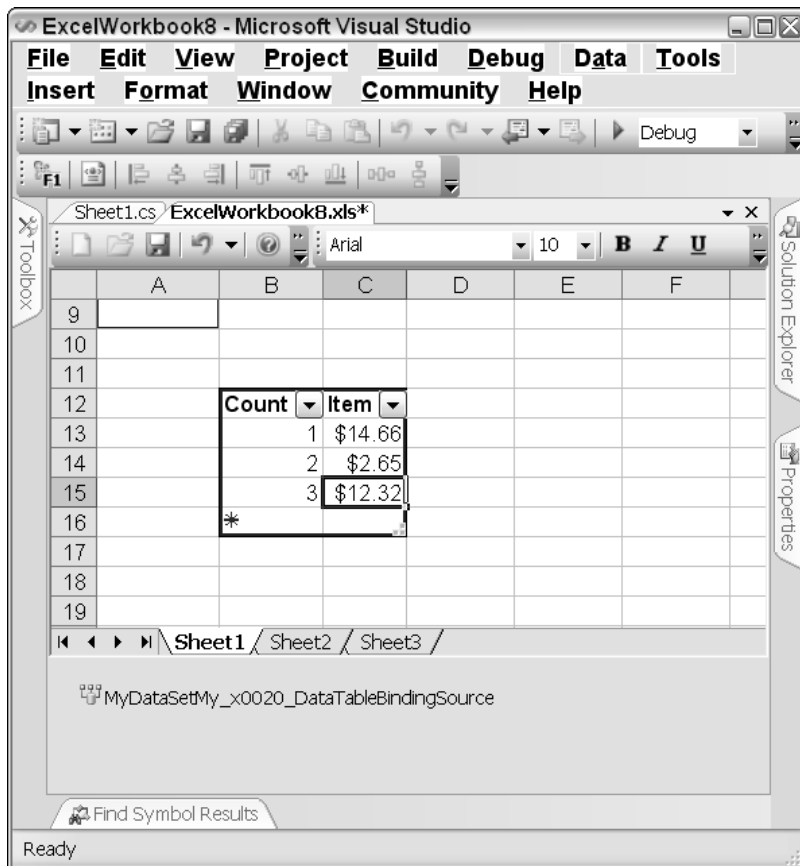 ExcelWorkbook8 - Microsoft Visual Studio
File Edit View Project Build Debug Data Tools
Insert Format Window Community Help
Debug
F1
Toolbox
Sheet1.cs ExcelWorkbook8.xls*
Arial 10 B I U
A B C D E F
9
10
11
12 Count Item
13 1 $14.66
14 2 $2.65
15 3 $12.32
16 *
17
18
19
Sheet1 Sheet2 Sheet3
MyDataSetMy_x0020_DataTableBindingSource
Solution Explorer
Properties
Find Symbol Results
Ready